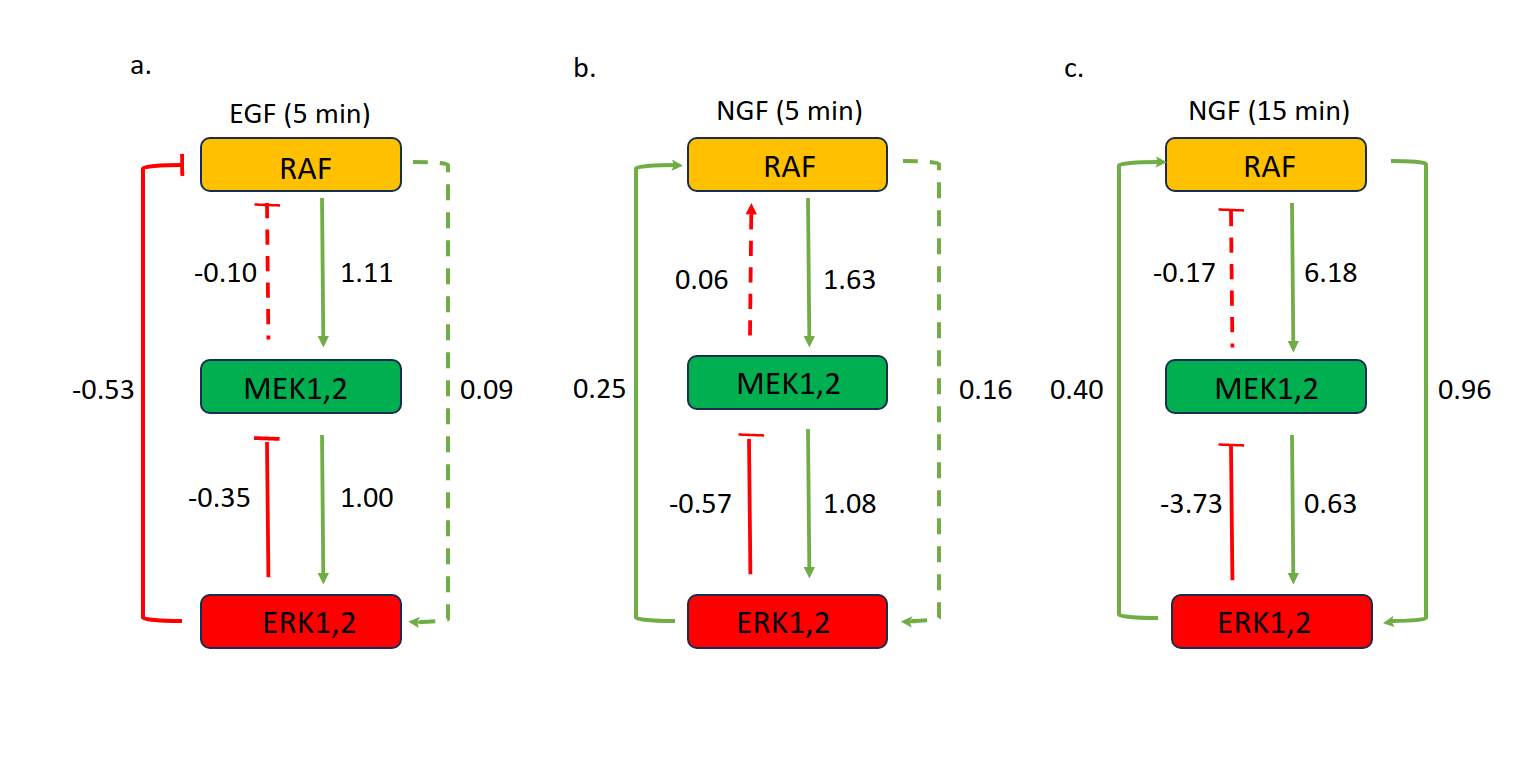 a.
EGF (5 min)
RAF
-0.10
1.11
MEK1,2
-0.53
0.09
-0.35
1.00
ERK1,2
b.
NGF (5 min)
RAF
0.06
1.63
MEK1,2
0.25
0.16
-0.57
1.08
ERK1,2
c.
NGF (15 min)
RAF
-0.17
6.18
MEK1,2
0.40
0.96
-3.73
0.63
ERK1,2